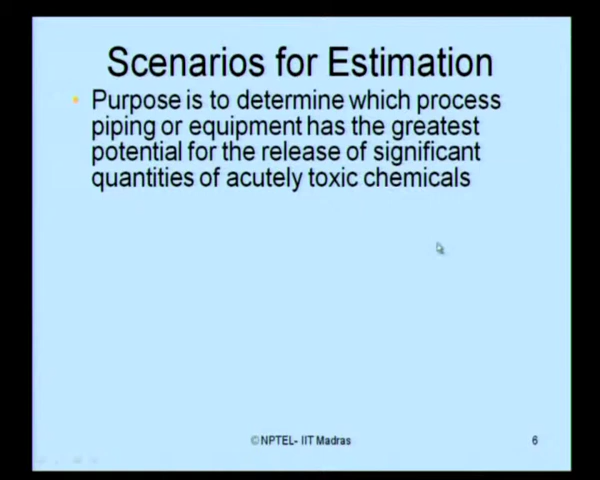 Scenarios for Estimation
• Purpose is to determine which process
piping or equipment has the greatest
potential for the release of significant
quantities of acutely toxic chemicals
©NPTEL- IIT Madras
6